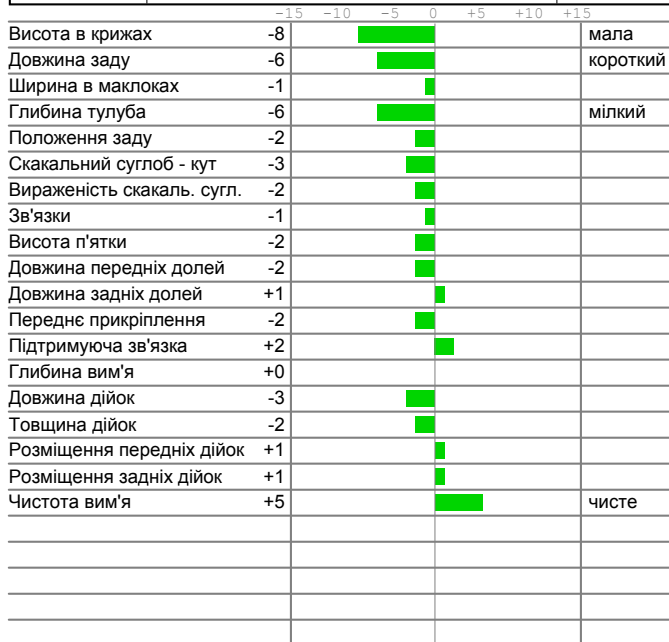 -15 -10 -5 0 +5 +10 +15
Висота в крижах -8 мала
Довжина заду -6 короткий
Ширина в маклоках -1
Глибина тулуба -6 мілкий
Положення заду -2
Скакальний суглоб - кут -3
Вираженість скакаль. сугл. -2
Зв'язки -1
Висота п'ятки -2
Довжина передніх долей -2
Довжина задніх долей +1
Переднє прикріплення -2
Підтримуюча зв'язка +2
Глибина вим'я +0
Довжина дійок -3
Товщина дійок -2
Розміщення передніх дійок +1
Розміщення задніх дійок +1
Чистота вим'я +5 чисте